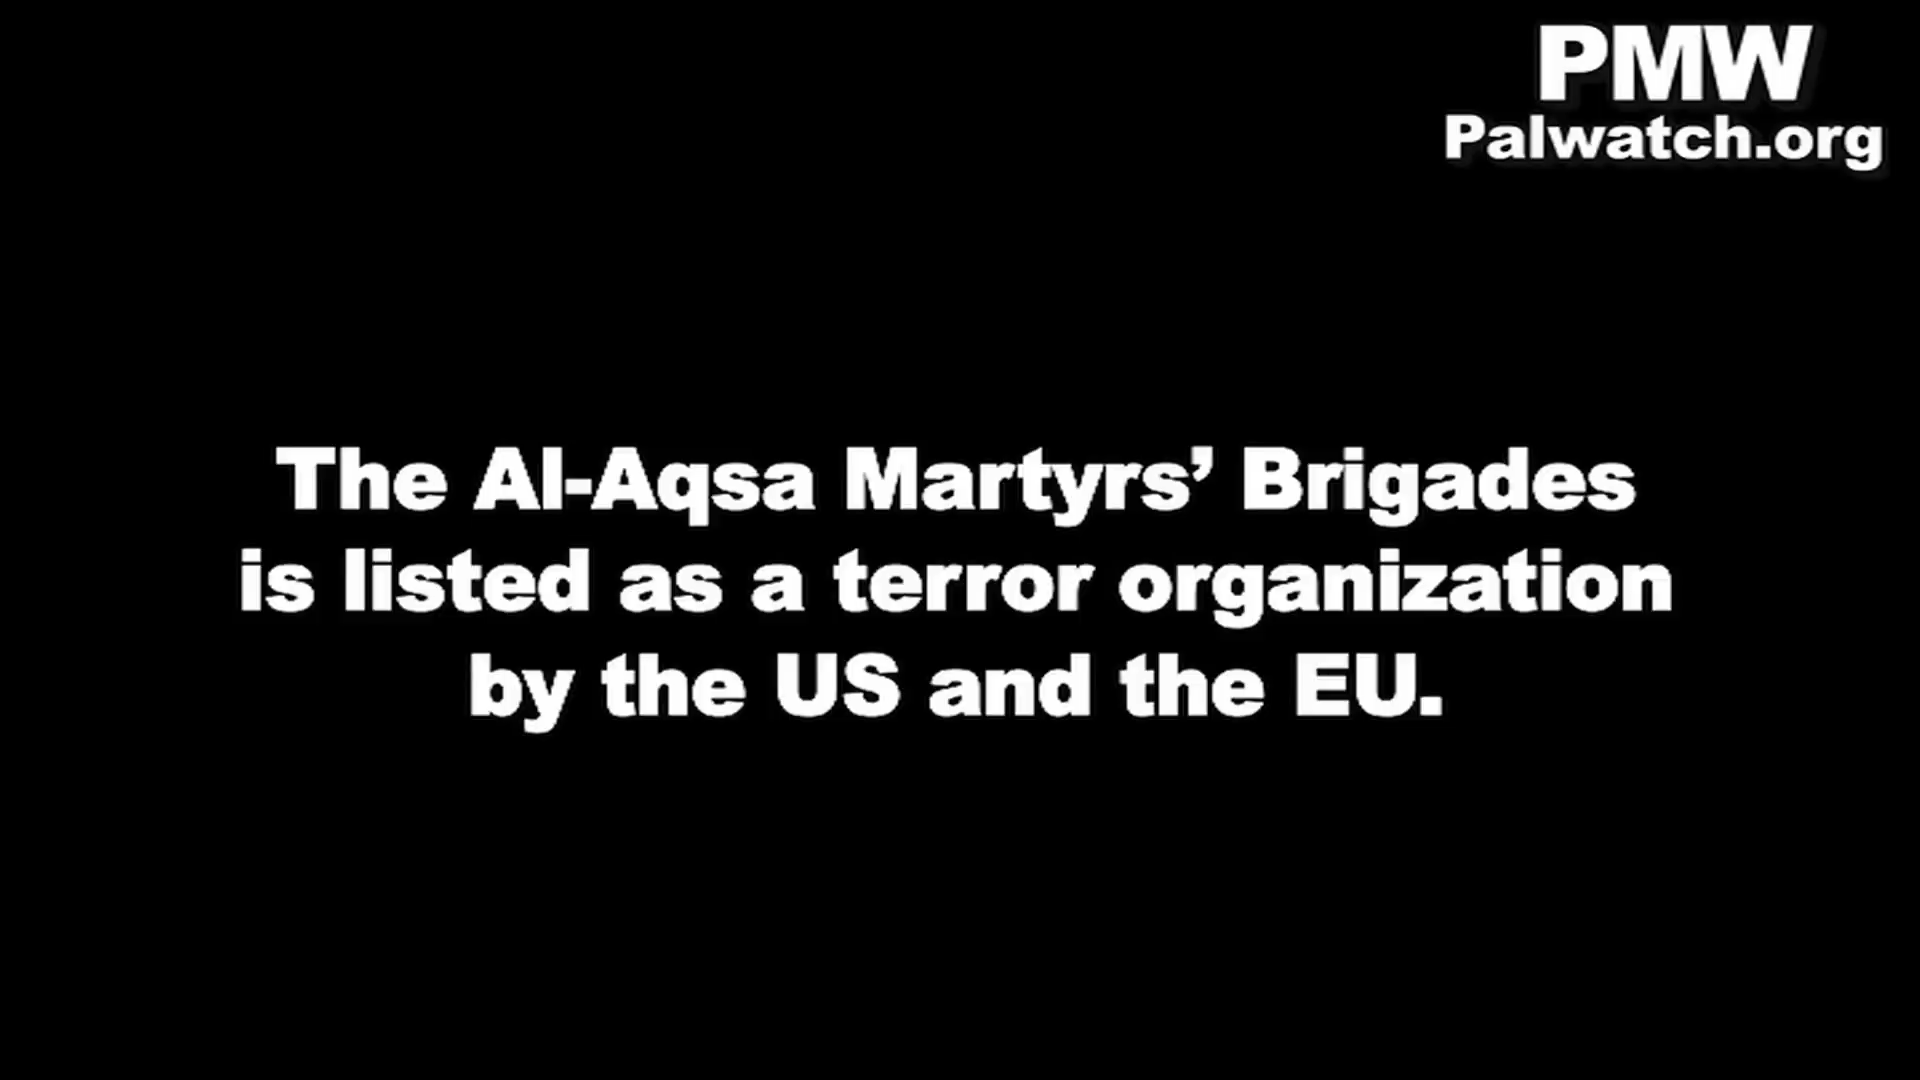 PMW
Palwatch.org
The Al-Aqsa Martyrs’ Brigades
is listed as a terror organization
by the US and the EU.